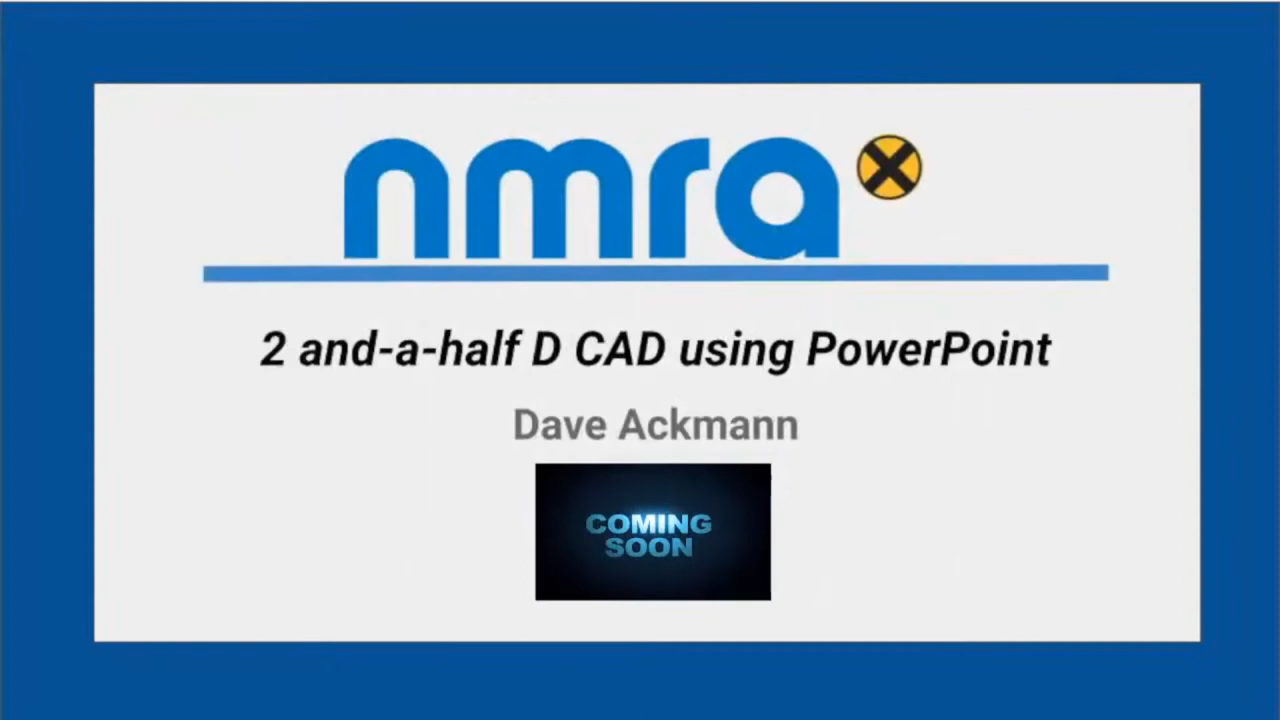 nmra
2 and-a-half D CAD using PowerPoint
Dave Ackmann
COMING
SOON